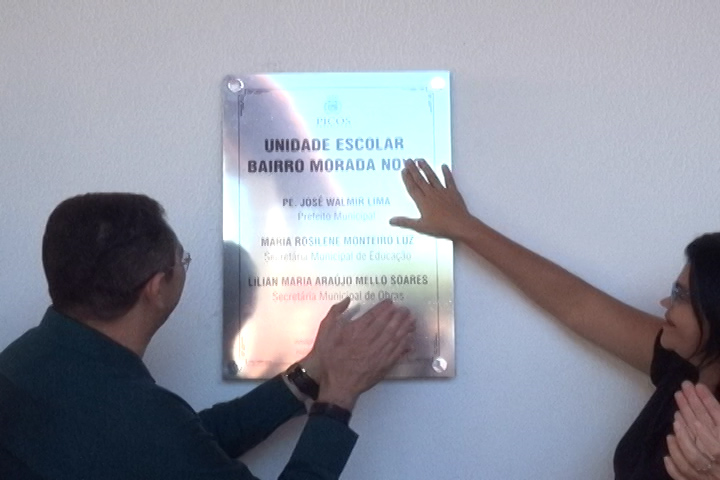 PICOS
UNIDADE ESCOLAR
BAIRRO MORADA NOVA
PE. JOSÉ WALMIR LIMA
Prefeito Municipal
MARIA ROSILENE MONTEIRO LUZ
Secretária Municipal de Educação
LILIAN MARIA ARAÚJO MELLO SOARES
Secretária Municipal de Obras